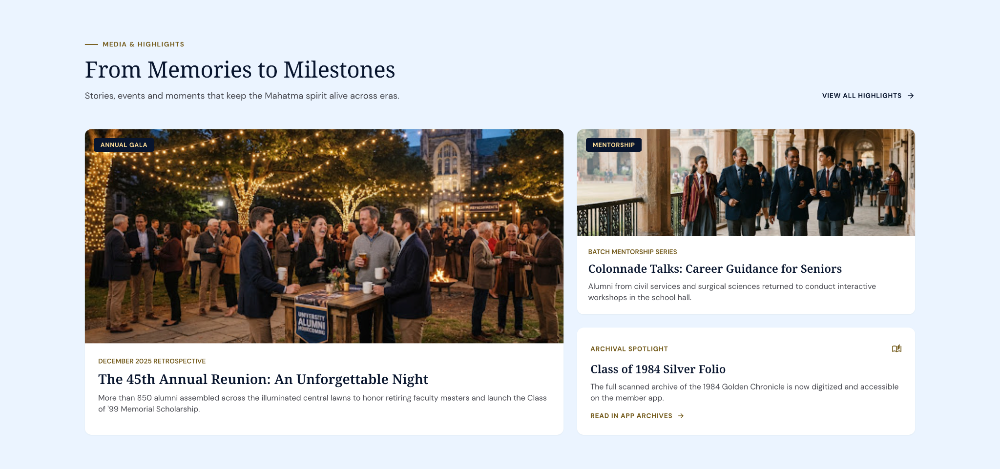 MEDIA & HIGHLIGHTS
From Memories to Milestones
Stories, events and moments that keep the Mahatma spirit alive across eras.
VIEW ALL HIGHLIGHTS
ANNUAL GALA
REFRESHMENTS
UNIVERSITY
ALUMNI
HOMECOMING
DECEMBER 2025 RETROSPECTIVE
The 45th Annual Reunion: An Unforgettable Night
More than 850 alumni assembled across the illuminated central lawns to honor retiring faculty masters and launch the Class
of '99 Memorial Scholarship.
MENTORSHIP
BATCH MENTORSHIP SERIES
Colonnade Talks: Career Guidance for Seniors
Alumni from civil services and surgical sciences returned to conduct interactive
workshops in the school hall.
ARCHIVAL SPOTLIGHT
Class of 1984 Silver Folio
The full scanned archive of the 1984 Golden Chronicle is now digitized and accessible
on the member app.
READ IN APP ARCHIVES